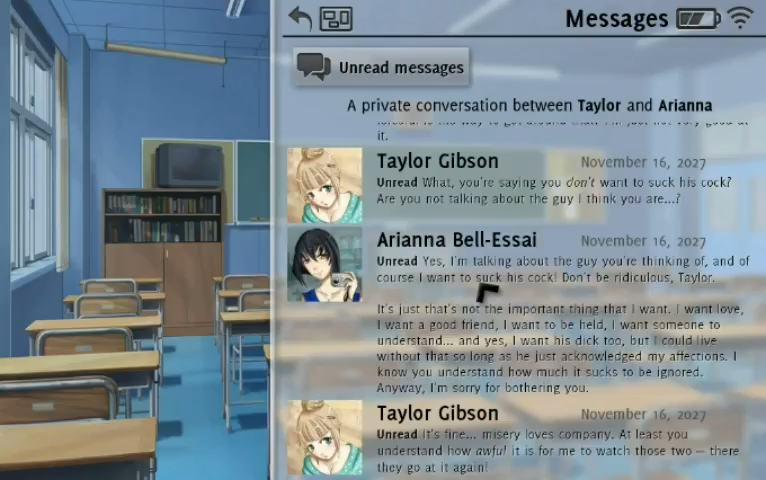 Messages
Unread messages
A private conversation between Taylor and Arianna
it.
Taylor Gibson November 16, 2027
Unread What, you're saying you don't want to suck his cock?
Are you not talking about the guy I think you are...?
Arianna Bell-Essai November 16, 2027
Unread Yes, I'm talking about the guy you're thinking of, and of
course I want to suck his cock! Don't be ridiculous, Taylor.
It's just that's not the important thing that I want. I want love,
I want a good friend, I want to be held, I want someone to
understand... and yes, I want his dick too, but I could live
without that so long as he just acknowledged my affections. I
know you understand how much it sucks to be ignored.
Anyway, I'm sorry for bothering you.
Taylor Gibson November 16, 2027
Unread It's fine... misery loves company. At least you
understand how awful it is for me to watch those two — there
they go at it again!